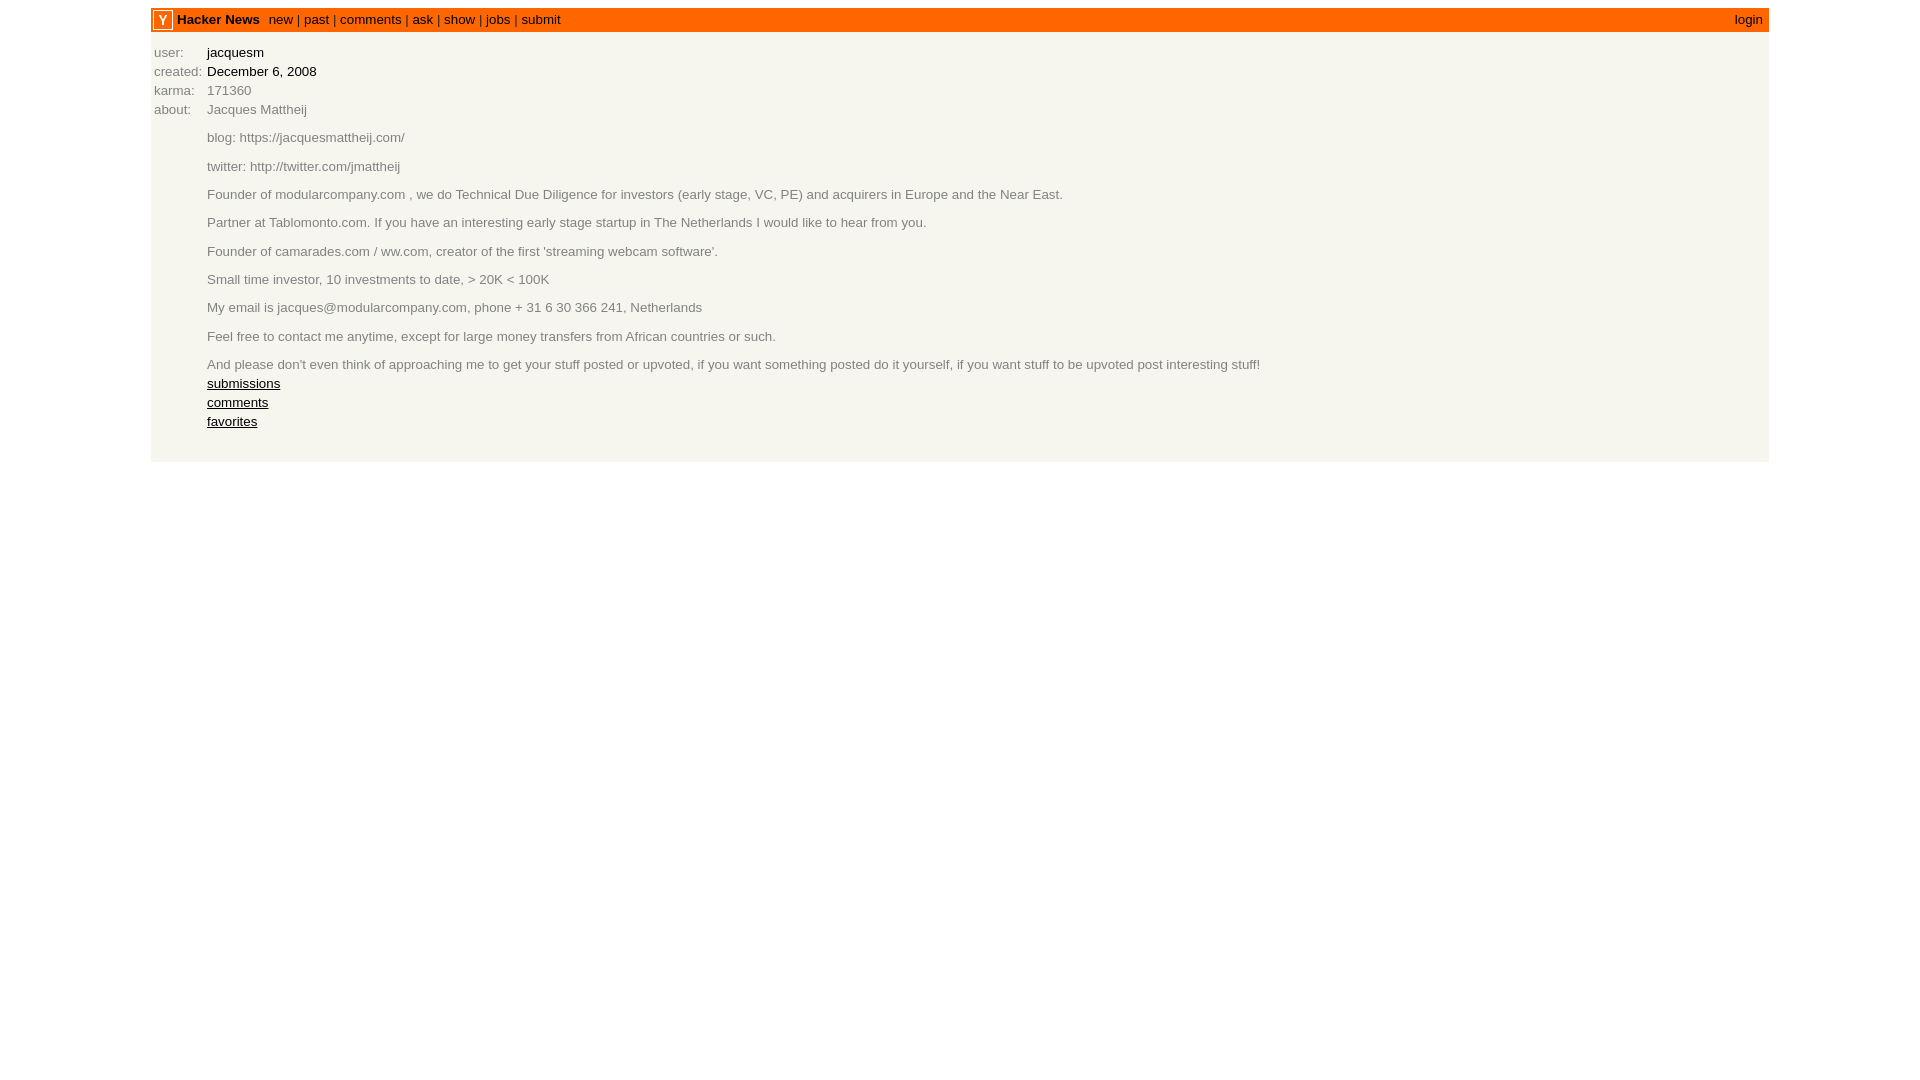 Y Hacker News new | past | comments | ask | show | jobs | submit login
user: jacquesm
created: December 6, 2008
karma: 171360
about: Jacques Mattheij
blog: https://jacquesmattheij.com/
twitter: http://twitter.com/jmattheij
Founder of modularcompany.com , we do Technical Due Diligence for investors (early stage, VC, PE) and acquirers in Europe and the Near East.
Partner at Tablomonto.com. If you have an interesting early stage startup in The Netherlands I would like to hear from you.
Founder of camarades.com / ww.com, creator of the first 'streaming webcam software'.
Small time investor, 10 investments to date, > 20K < 100K
My email is jacques@modularcompany.com, phone + 31 6 30 366 241, Netherlands
Feel free to contact me anytime, except for large money transfers from African countries or such.
And please don't even think of approaching me to get your stuff posted or upvoted, if you want something posted do it yourself, if you want stuff to be upvoted post interesting stuff!
submissions
comments
favorites